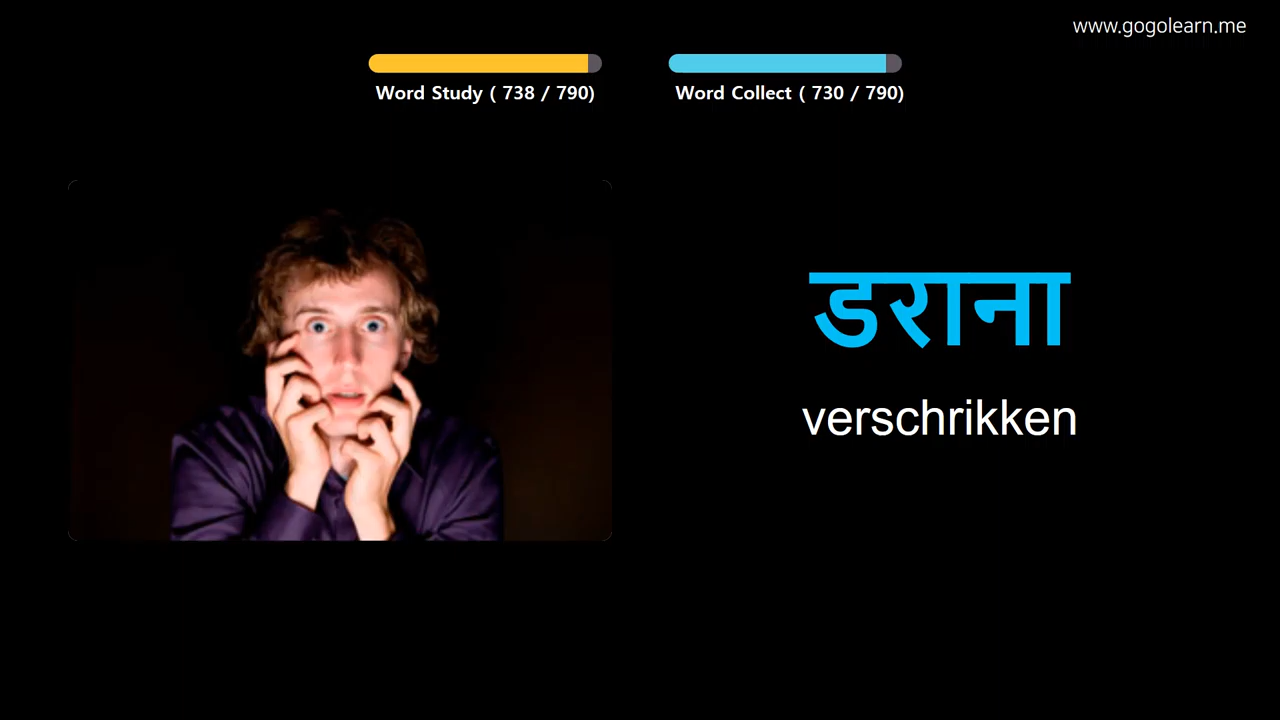 www.gogolearn.me
Word Study ( 738 / 790)
Word Collect ( 730 / 790)
डराना
verschrikken